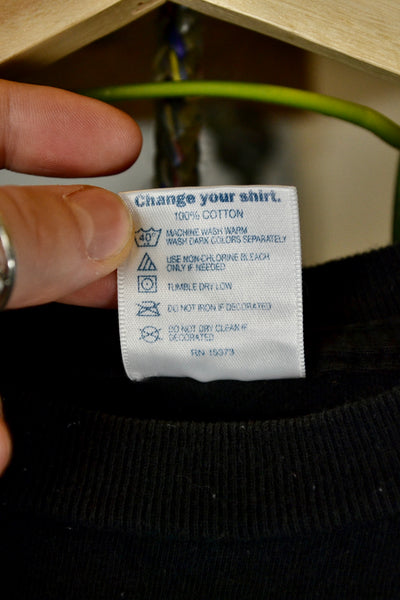 Change your shirt.
100% COTTON
40°
MACHINE WASH WARM
WASH DARK COLORS SEPARATELY
USE NON-CHLORINE BLEACH
ONLY IF NEEDED
TUMBLE DRY LOW
DO NOT IRON IF DECORATED
DO NOT DRY CLEAN IF
DECORATED
RN 15373